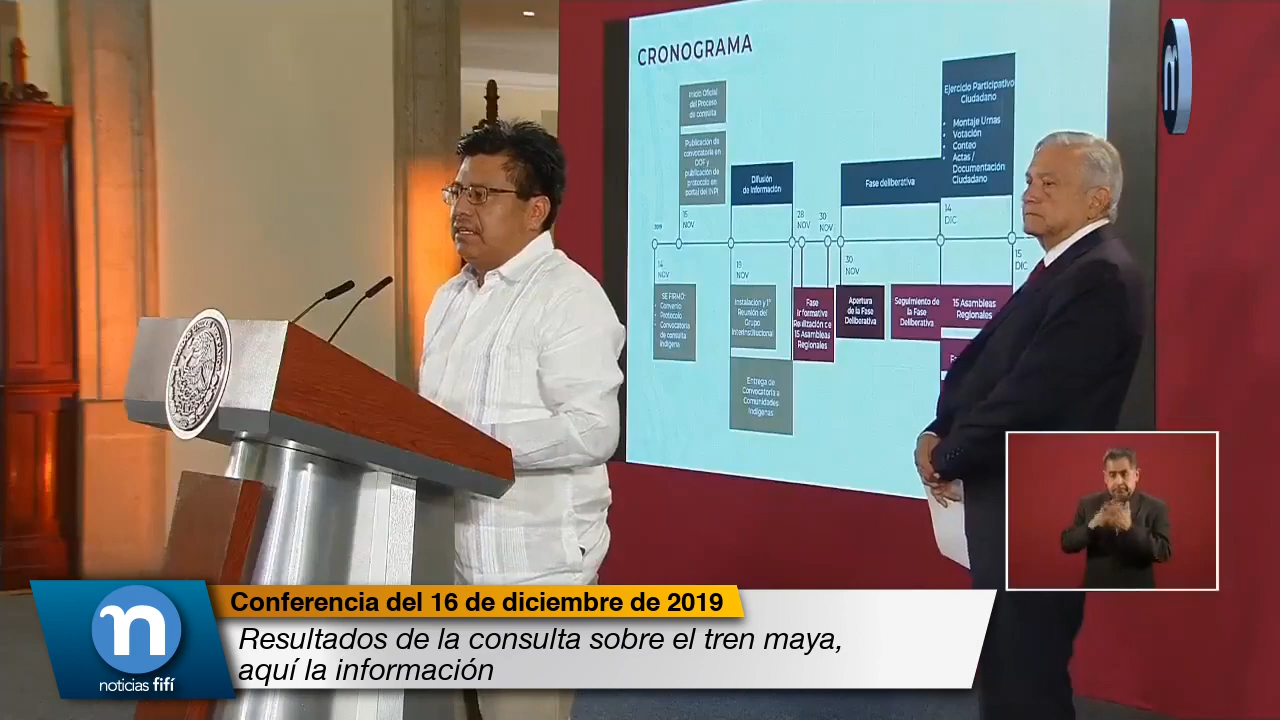 CRONOGRAMA
Inicio Oficial
del Proceso
de consulta
Publicación de
convocatoria en
DOF y
publicación de
protocolo en
portal del INPI
Difusión
de Información
Fase deliberativa
Ejercicio Participativo
Ciudadano
• Montaje Urnas
• Votación
• Conteo
• Actas /
Documentación
Ciudadano
2019
15
NOV
28
NOV
30
NOV
14
DIC
14
NOV
19
NOV
30
NOV
15
DIC
SE FIRMÓ:
• Convenio
• Protocolo
• Convocatoria
de consulta
indígena
Instalación y 1ª
Reunión del
Grupo
Interinstitucional
Fase
Informativa
Realización de
15 Asambleas
Regionales
Apertura
de la Fase
Deliberativa
Seguimiento de
la Fase
Deliberativa
15 Asambleas
Regionales
Entrega de
Convocatoria a
Comunidades
Indígenas
n
Conferencia del 16 de diciembre de 2019
Resultados de la consulta sobre el tren maya,
aquí la información
n
noticias fifí